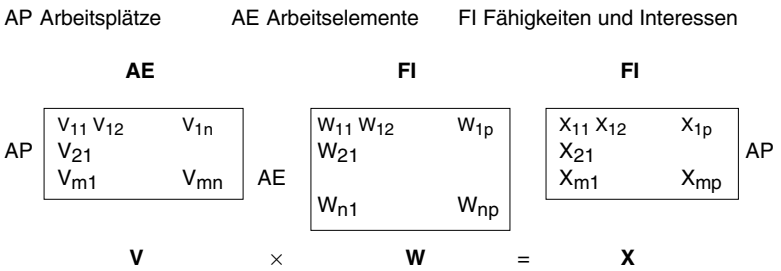 AP Arbeitsplätze AE Arbeitselemente FI Fähigkeiten und Interessen
AE FI FI
V11 V12 V1n W11 W12 W1p X11 X12 X1p
AP V21 W21 X21 AP
Vm1 Vmn AE Xm1 Xmp
Wn1 Wnp
V × W = X